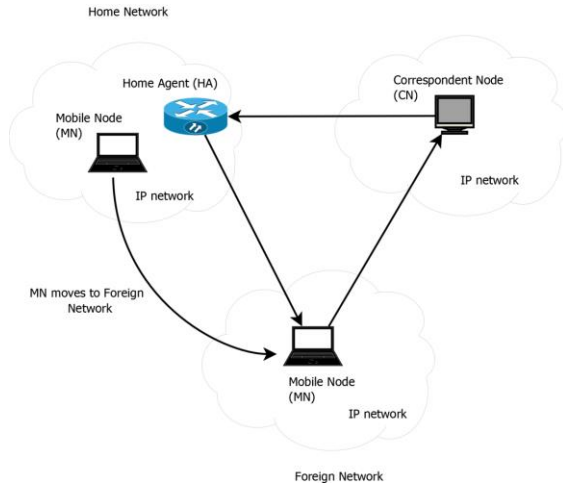 Home Network
Home Agent (HA)
Correspondent Node
(CN)
Mobile Node
(MN)
IP network
IP network
MN moves to Foreign
Network
Mobile Node
(MN)
IP network
Foreign Network